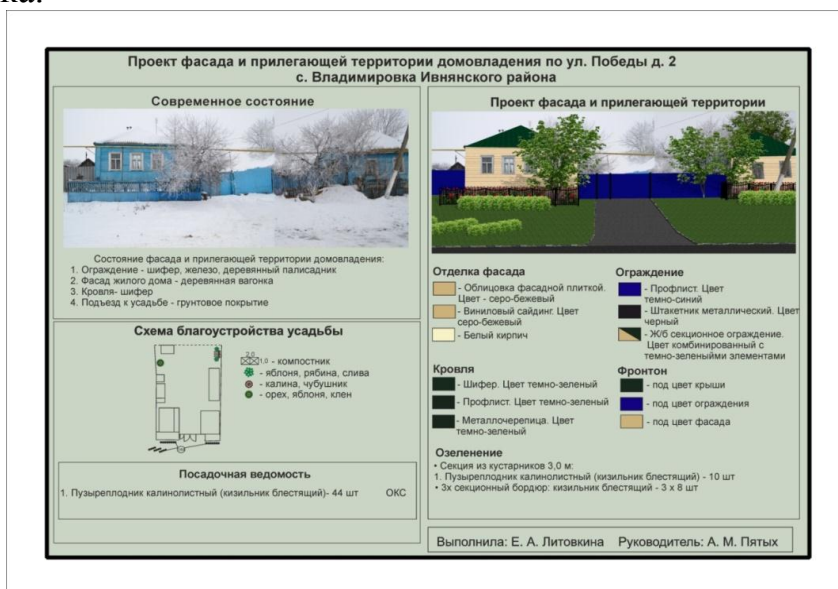 ка.
Проект фасада и прилегающей территории домовладения по ул. Победы д. 2
с. Владимировка Ивнянского района
Современное состояние
Состояние фасада и прилегающей территории домовладения:
1. Ограждение - шифер, железо, деревянный палисадник
2. Фасад жилого дома - деревянная вагонка
3. Кровля- шифер
4. Подъезд к усадьбе - грунтовое покрытие
Схема благоустройства усадьбы
2,0
1,0 - компостник
- яблоня, рябина, слива
- калина, чубушник
- орех, яблоня, клен
Посадочная ведомость
1. Пузыреплодник калинолистный (кизильник блестящий)- 44 шт ОКС
Проект фасада и прилегающей территории
Отделка фасада
- Облицовка фасадной плиткой.
Цвет - серо-бежевый
- Виниловый сайдинг. Цвет
серо-бежевый
- Белый кирпич
Ограждение
- Профлист. Цвет
темно-синий
- Штакетник металлический. Цвет
черный
- Ж/б секционное ограждение.
Цвет комбинированный с
темно-зелеными элементами
Кровля
- Шифер. Цвет темно-зеленый
- Профлист. Цвет темно-зеленый
- Металлочерепица. Цвет
темно-зеленый
Фронтон
- под цвет крыши
- под цвет ограждения
- под цвет фасада
Озеленение
• Секция из кустарников 3,0 м:
1. Пузыреплодник калинолистный (кизильник блестящий) - 10 шт
• 3х секционный бордюр: кизильник блестящий - 3 х 8 шт
Выполнила: Е. А. Литовкина Руководитель: А. М. Пятых